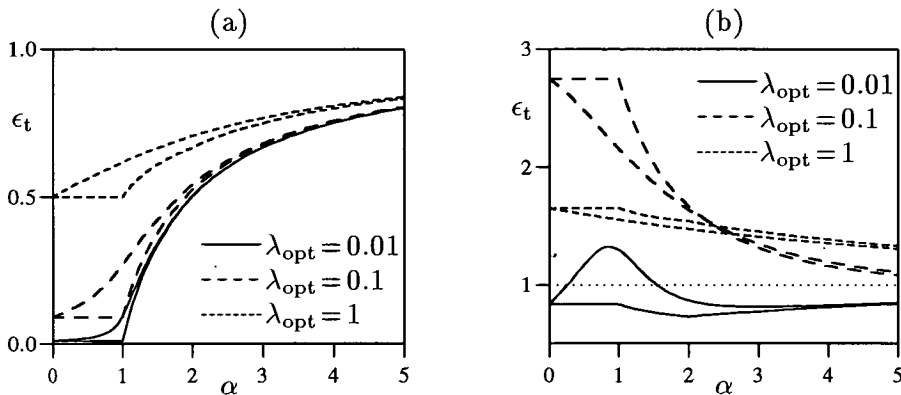 (a)
1.0
ϵt
0.5
0.0
λopt = 0.01
λopt = 0.1
λopt = 1
0 1 2 3 4 5
α
(b)
3
ϵt
2
1
λopt = 0.01
λopt = 0.1
λopt = 1
0 1 2 3 4 5
α